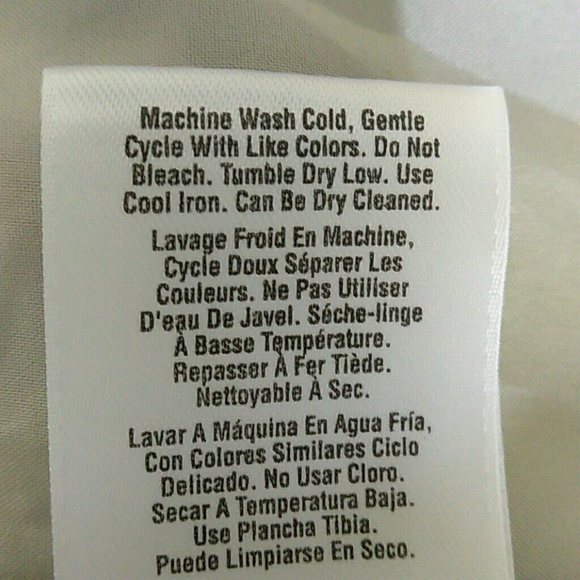 Machine Wash Cold, Gentle
Cycle With Like Colors. Do Not
Bleach. Tumble Dry Low. Use
Cool Iron. Can Be Dry Cleaned.
Lavage Froid En Machine,
Cycle Doux Séparer Les
Couleurs. Ne Pas Utiliser
D'eau De Javel. Séche-linge
À Basse Température.
Repasser À Fer Tiède.
Nettoyable À Sec.
Lavar A Máquina En Agua Fría,
Con Colores Similares Ciclo
Delicado. No Usar Cloro.
Secar A Temperatura Baja.
Use Plancha Tibia.
Puede Limpiarse En Seco.